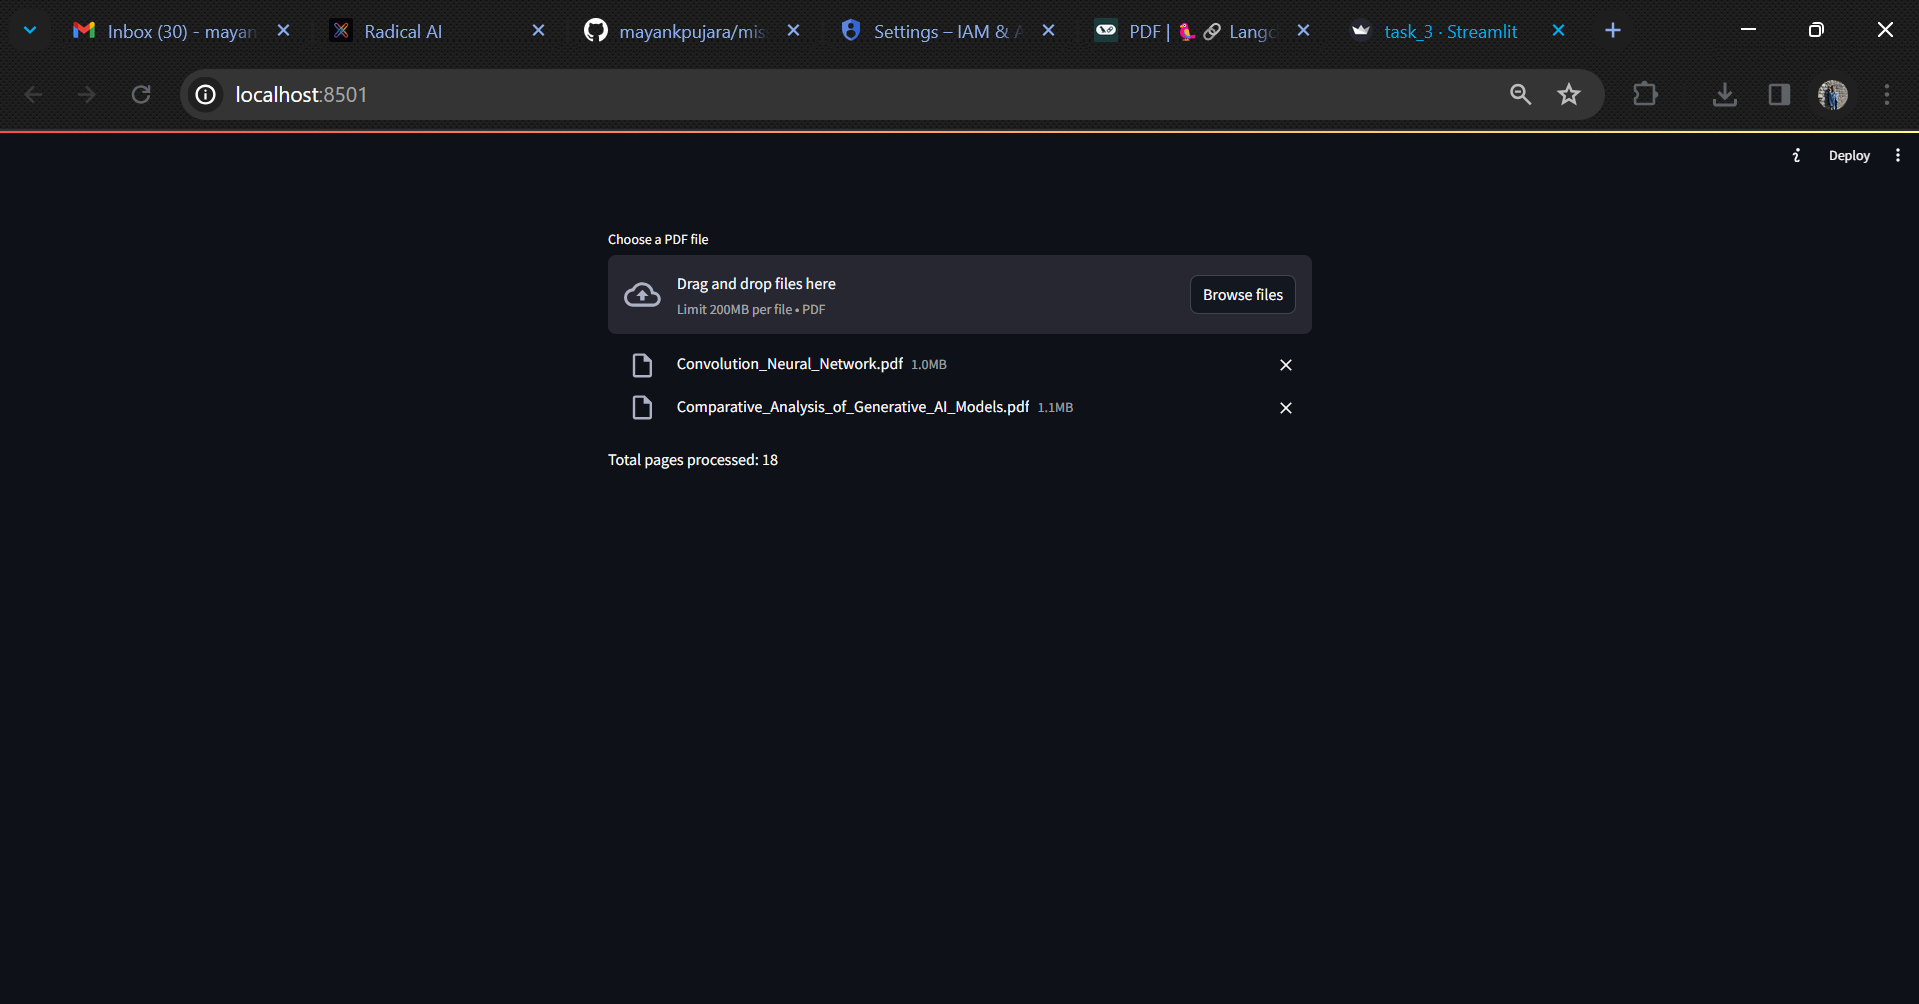 Inbox (30) - mayan
Radical AI
mayankpujara/mis
Settings – IAM & A
PDF | 🦜 🔗 Langc
task_3 · Streamlit
localhost:8501
Deploy
Choose a PDF file
Drag and drop files here
Limit 200MB per file • PDF
Browse files
Convolution_Neural_Network.pdf 1.0MB
Comparative_Analysis_of_Generative_AI_Models.pdf 1.1MB
Total pages processed: 18